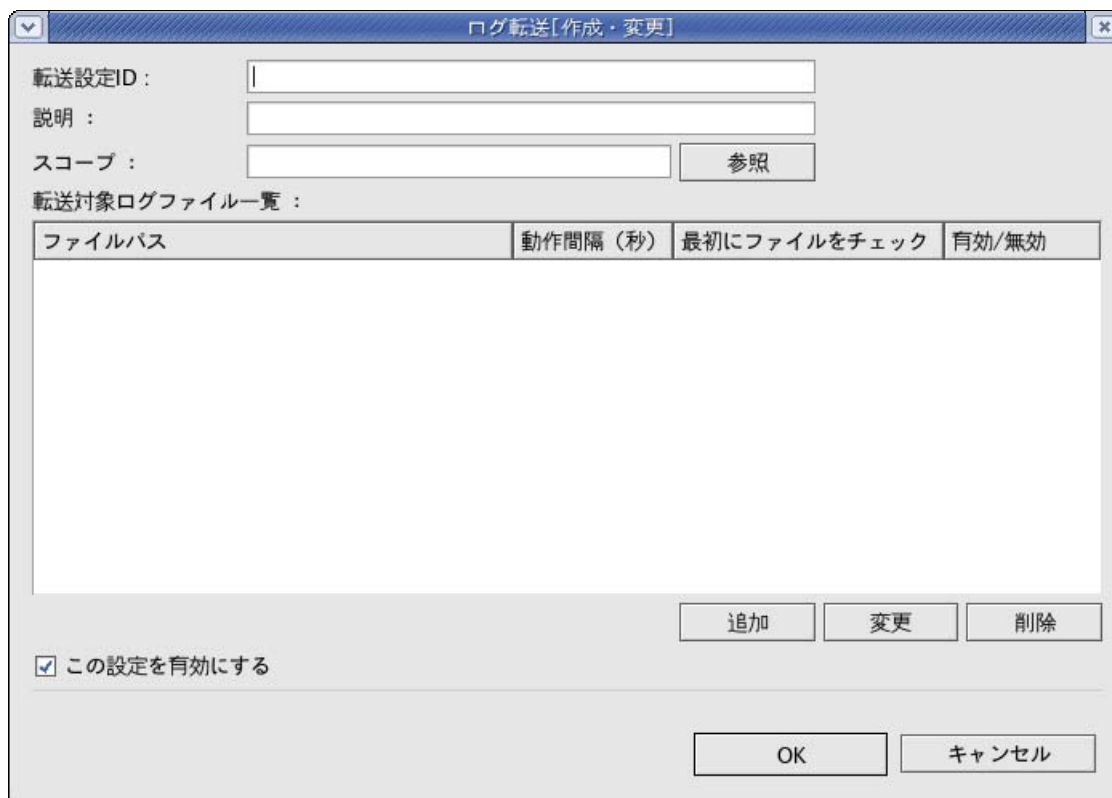 ログ転送[作成・変更]
転送設定ID :
説明 :
スコープ :
参照
転送対象ログファイル一覧 :
ファイルパス 動作間隔（秒） 最初にファイルをチェック 有効/無効
追加 変更 削除
この設定を有効にする
OK キャンセル